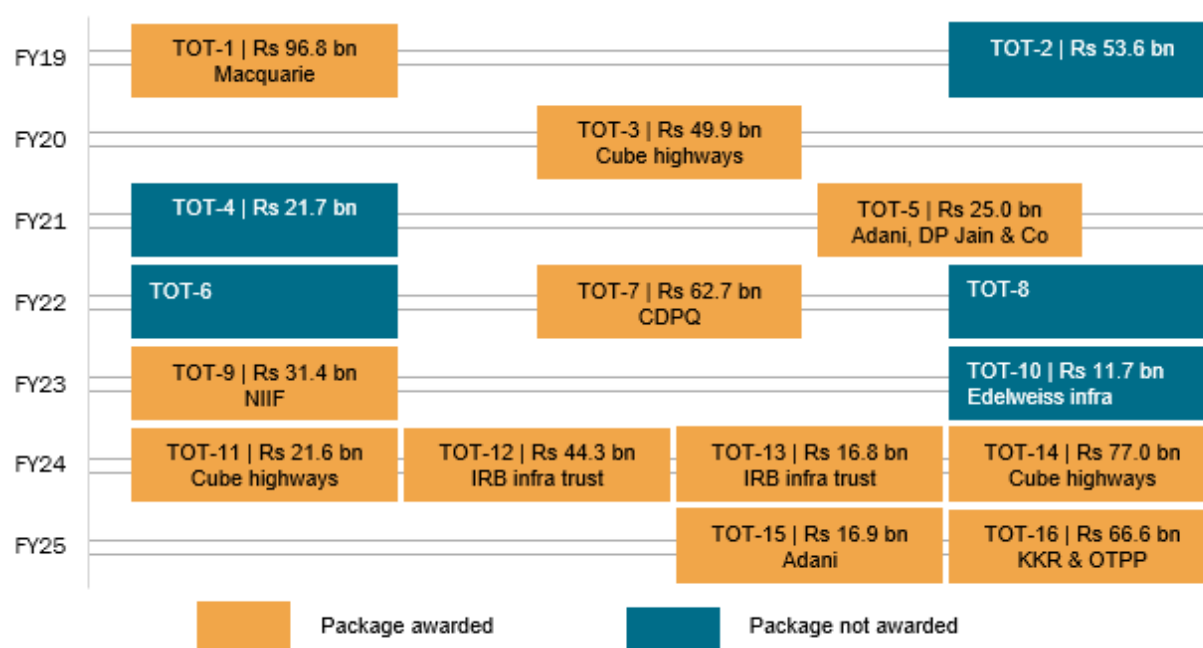 FY19
TOT-1 | Rs 96.8 bn
Macquarie
TOT-2 | Rs 53.6 bn
FY20
TOT-3 | Rs 49.9 bn
Cube highways
FY21
TOT-4 | Rs 21.7 bn
TOT-5 | Rs 25.0 bn
Adani, DP Jain & Co
FY22
TOT-6
TOT-7 | Rs 62.7 bn
CDPQ
TOT-8
FY23
TOT-9 | Rs 31.4 bn
NIIF
TOT-10 | Rs 11.7 bn
Edelweiss infra
FY24
TOT-11 | Rs 21.6 bn
Cube highways
TOT-12 | Rs 44.3 bn
IRB infra trust
TOT-13 | Rs 16.8 bn
IRB infra trust
TOT-14 | Rs 77.0 bn
Cube highways
FY25
TOT-15 | Rs 16.9 bn
Adani
TOT-16 | Rs 66.6 bn
KKR & OTPP
Package awarded
Package not awarded